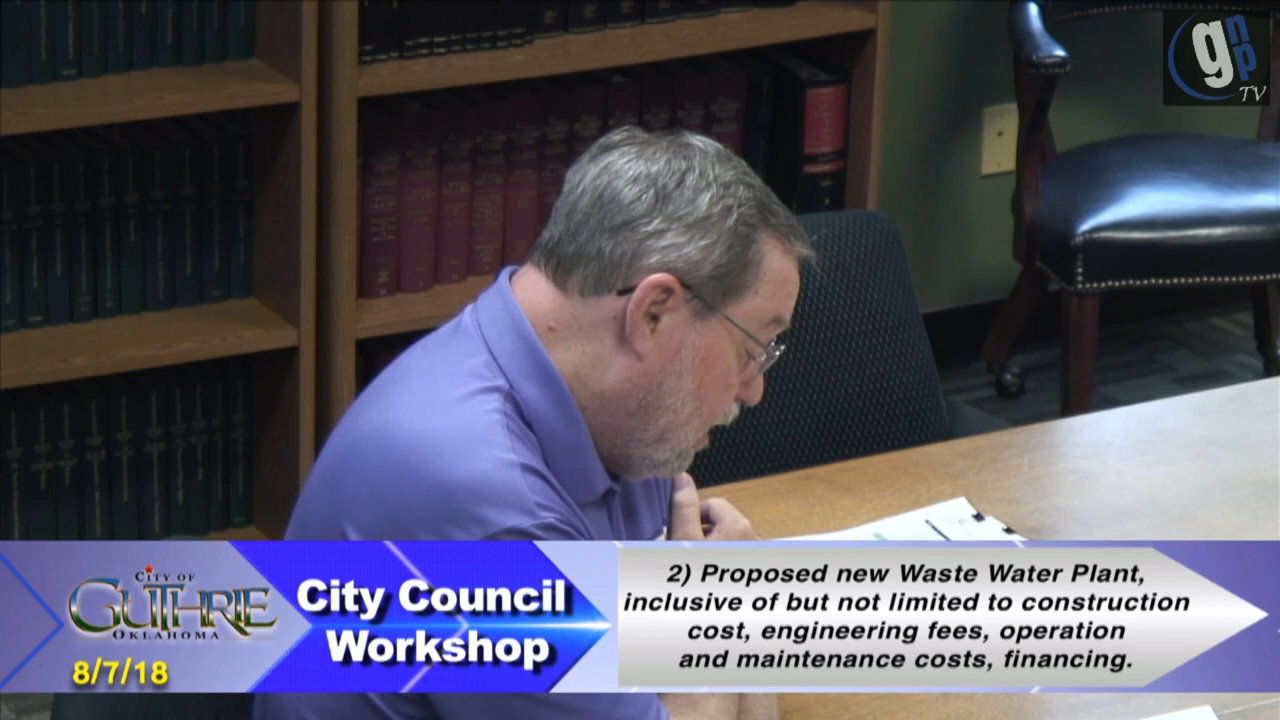 gnp
TV
CITY OF
GUTHRIE
OKLAHOMA
8/7/18
City Council
Workshop
2) Proposed new Waste Water Plant,
inclusive of but not limited to construction
cost, engineering fees, operation
and maintenance costs, financing.